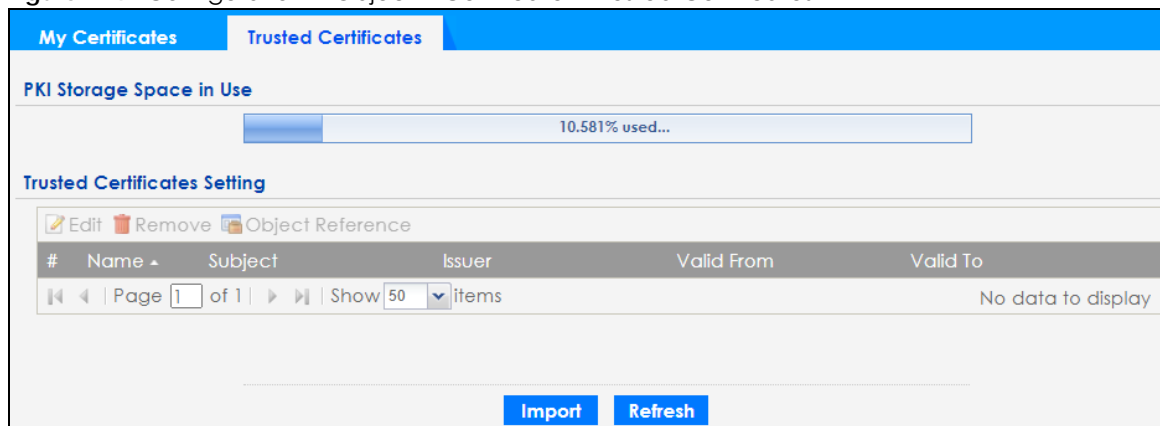 My Certificates Trusted Certificates
PKI Storage Space in Use
10.581% used...
Trusted Certificates Setting
Edit Remove Object Reference
# Name Subject Issuer Valid From Valid To
Page 1 of 1 Show 50 items No data to display
Import Refresh